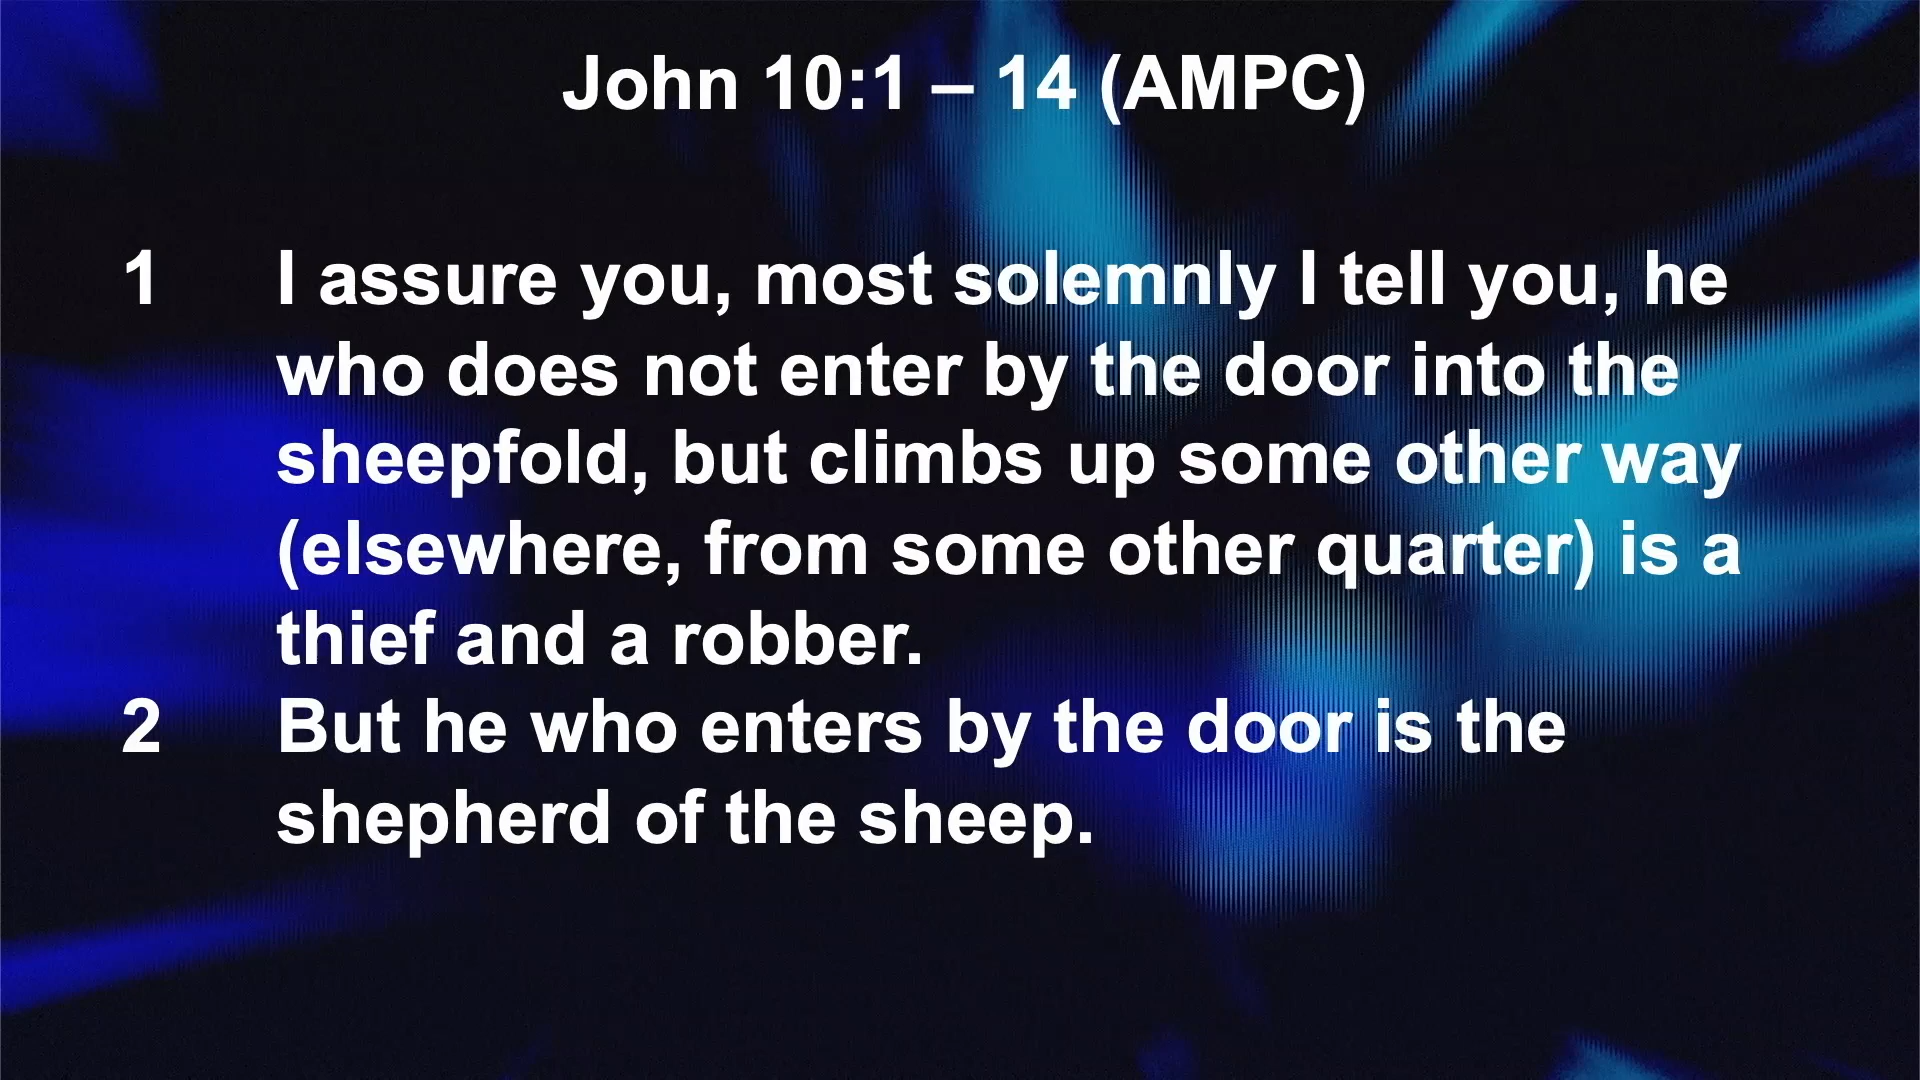 John 10:1 – 14 (AMPC)
1 I assure you, most solemnly I tell you, he
who does not enter by the door into the
sheepfold, but climbs up some other way
(elsewhere, from some other quarter) is a
thief and a robber.
2 But he who enters by the door is the
shepherd of the sheep.